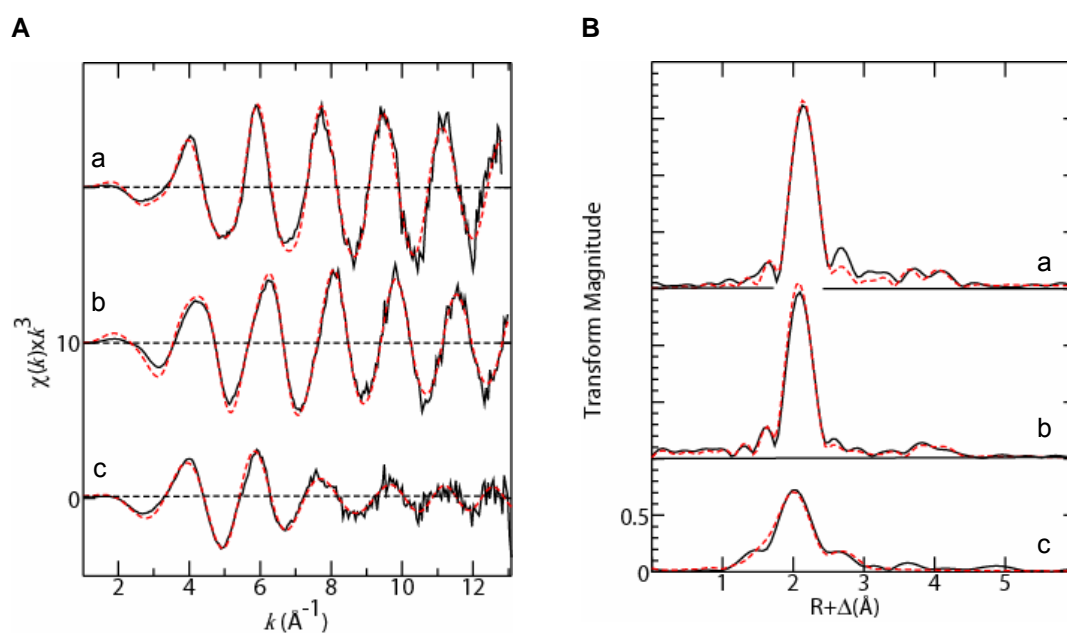 A
B
a
b
c
χ(k)xk³
10
0
2 4 6 8 10 12
k (Å⁻¹)
a
b
c
Transform Magnitude
0.5
0
1 2 3 4 5
R+Δ(Å)